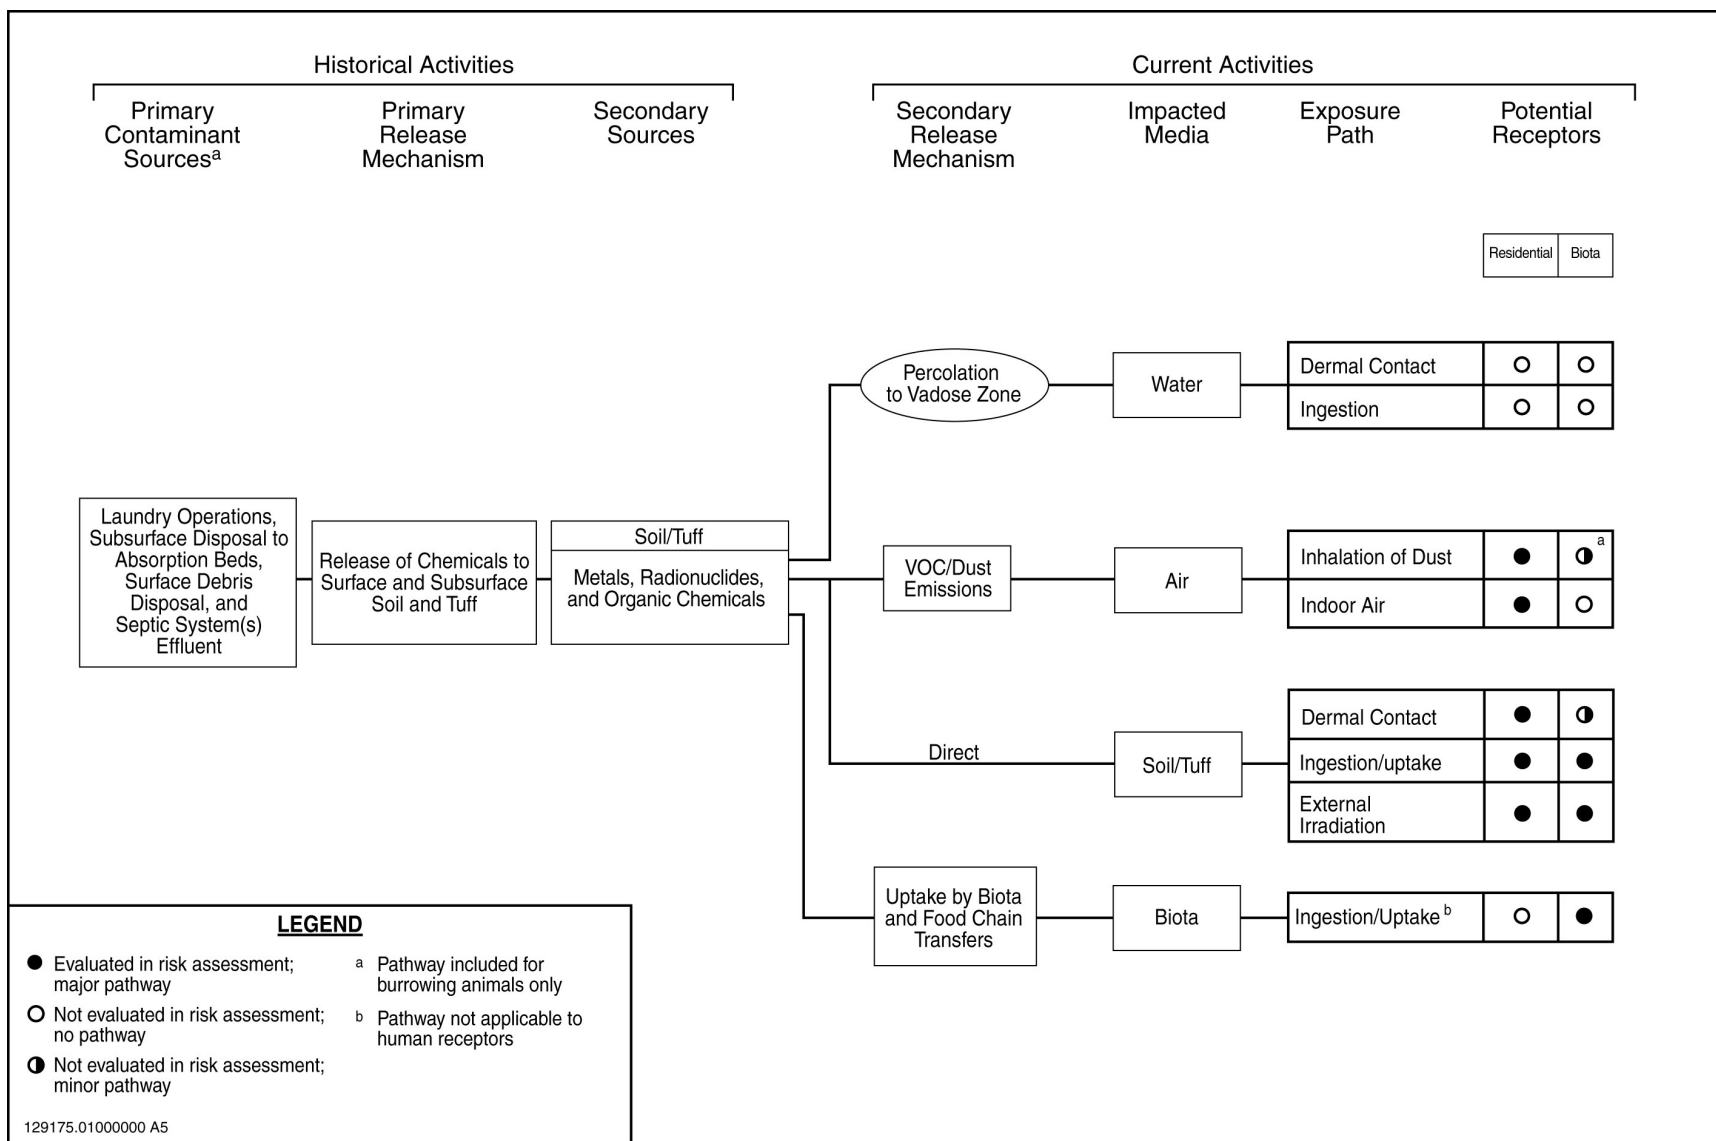 Historical Activities
Current Activities
Primary
Contaminant
Sourcesa
Primary
Release
Mechanism
Secondary
Sources
Secondary
Release
Mechanism
Impacted
Media
Exposure
Path
Potential
Receptors
Residential
Biota
Percolation
to Vadose Zone
Water
Dermal Contact
Ingestion
Laundry Operations,
Subsurface Disposal to
Absorption Beds,
Surface Debris
Disposal, and
Septic System(s)
Effluent
Release of Chemicals to
Surface and Subsurface
Soil and Tuff
Soil/Tuff
Metals, Radionuclides,
and Organic Chemicals
VOC/Dust
Emissions
Air
Inhalation of Dust
a
Indoor Air
Direct
Soil/Tuff
Dermal Contact
Ingestion/uptake
External
Irradiation
Uptake by Biota
and Food Chain
Transfers
Biota
Ingestion/Uptake b
LEGEND
Evaluated in risk assessment;
major pathway
Not evaluated in risk assessment;
no pathway
Not evaluated in risk assessment;
minor pathway
a Pathway included for
burrowing animals only
b Pathway not applicable to
human receptors
129175.01000000 A5